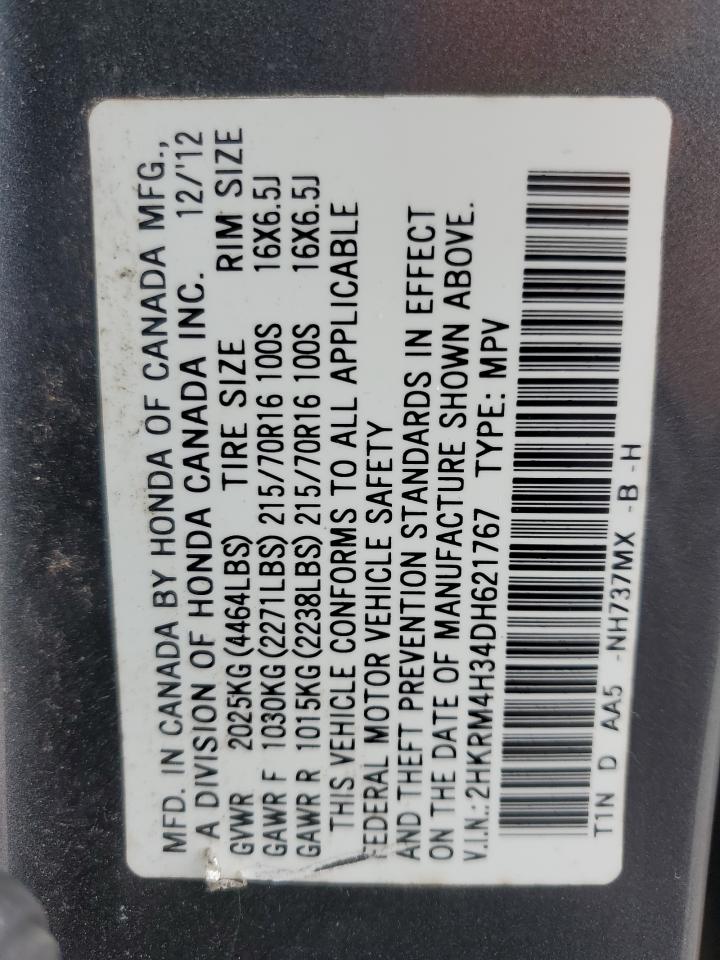 MFD. IN CANADA BY HONDA OF CANADA MFG.,
A DIVISION OF HONDA CANADA INC. 12/'12
GVWR 2025KG (4464LBS) TIRE SIZE RIM SIZE
GAWR F 1030KG (2271LBS) 215/70R16 100S 16X6.5J
GAWR R 1015KG (2238LBS) 215/70R16 100S 16X6.5J
THIS VEHICLE CONFORMS TO ALL APPLICABLE
FEDERAL MOTOR VEHICLE SAFETY
AND THEFT PREVENTION STANDARDS IN EFFECT
ON THE DATE OF MANUFACTURE SHOWN ABOVE.
V.I.N.: 2HKRM4H34DH621767 TYPE: MPV
T1N D AA5 -NH737MX -B -H